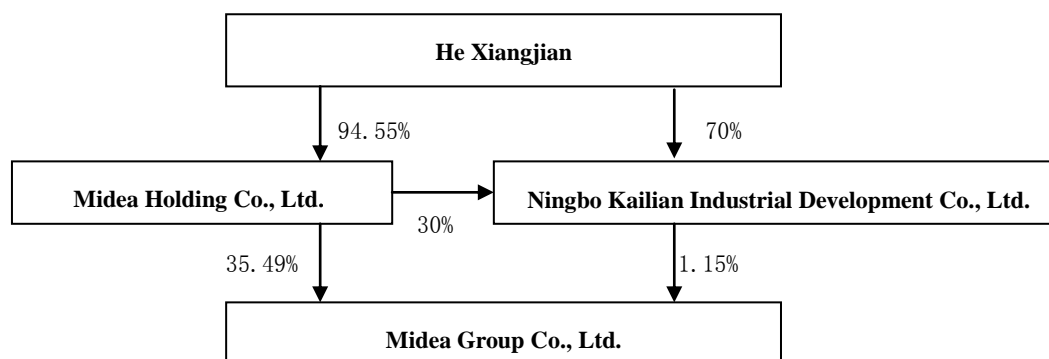 He Xiangjian
94.55%
70%
Midea Holding Co., Ltd.
Ningbo Kailian Industrial Development Co., Ltd.
30%
35.49%
1.15%
Midea Group Co., Ltd.